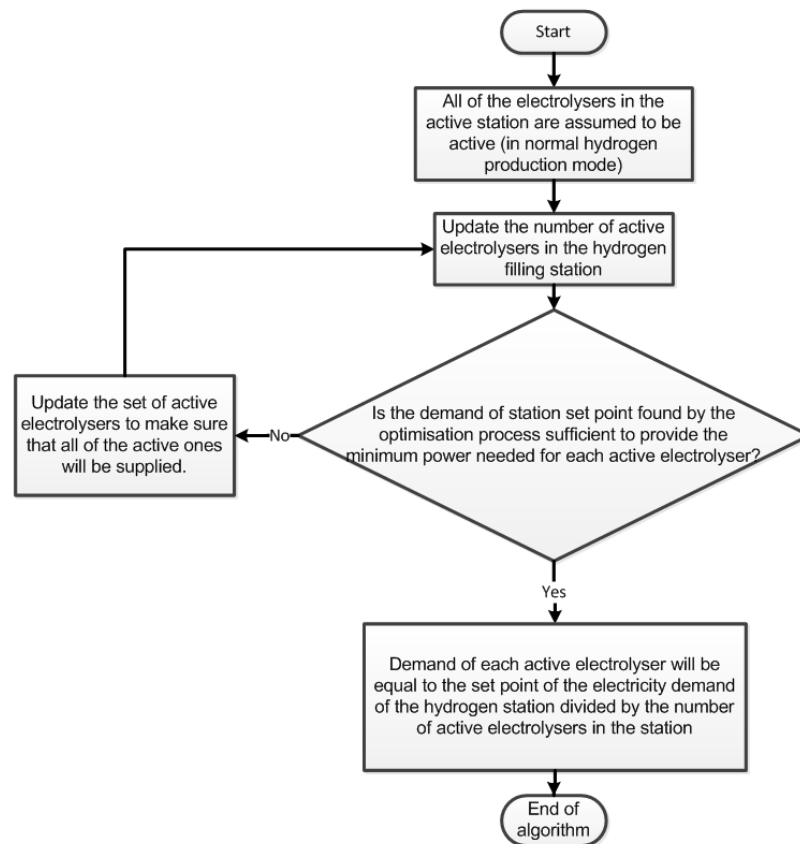 Start
All of the electrolysers in the
active station are assumed to be
active (in normal hydrogen
production mode)
Update the number of active
electrolysers in the hydrogen
filling station
Update the set of active
electrolysers to make sure
that all of the active ones
will be supplied.
No
Is the demand of station set point found by the
optimisation process sufficient to provide the
minimum power needed for each active electrolyser?
Yes
Demand of each active electrolyser will be
equal to the set point of the electricity demand
of the hydrogen station divided by the number
of active electrolysers in the station
End of
algorithm